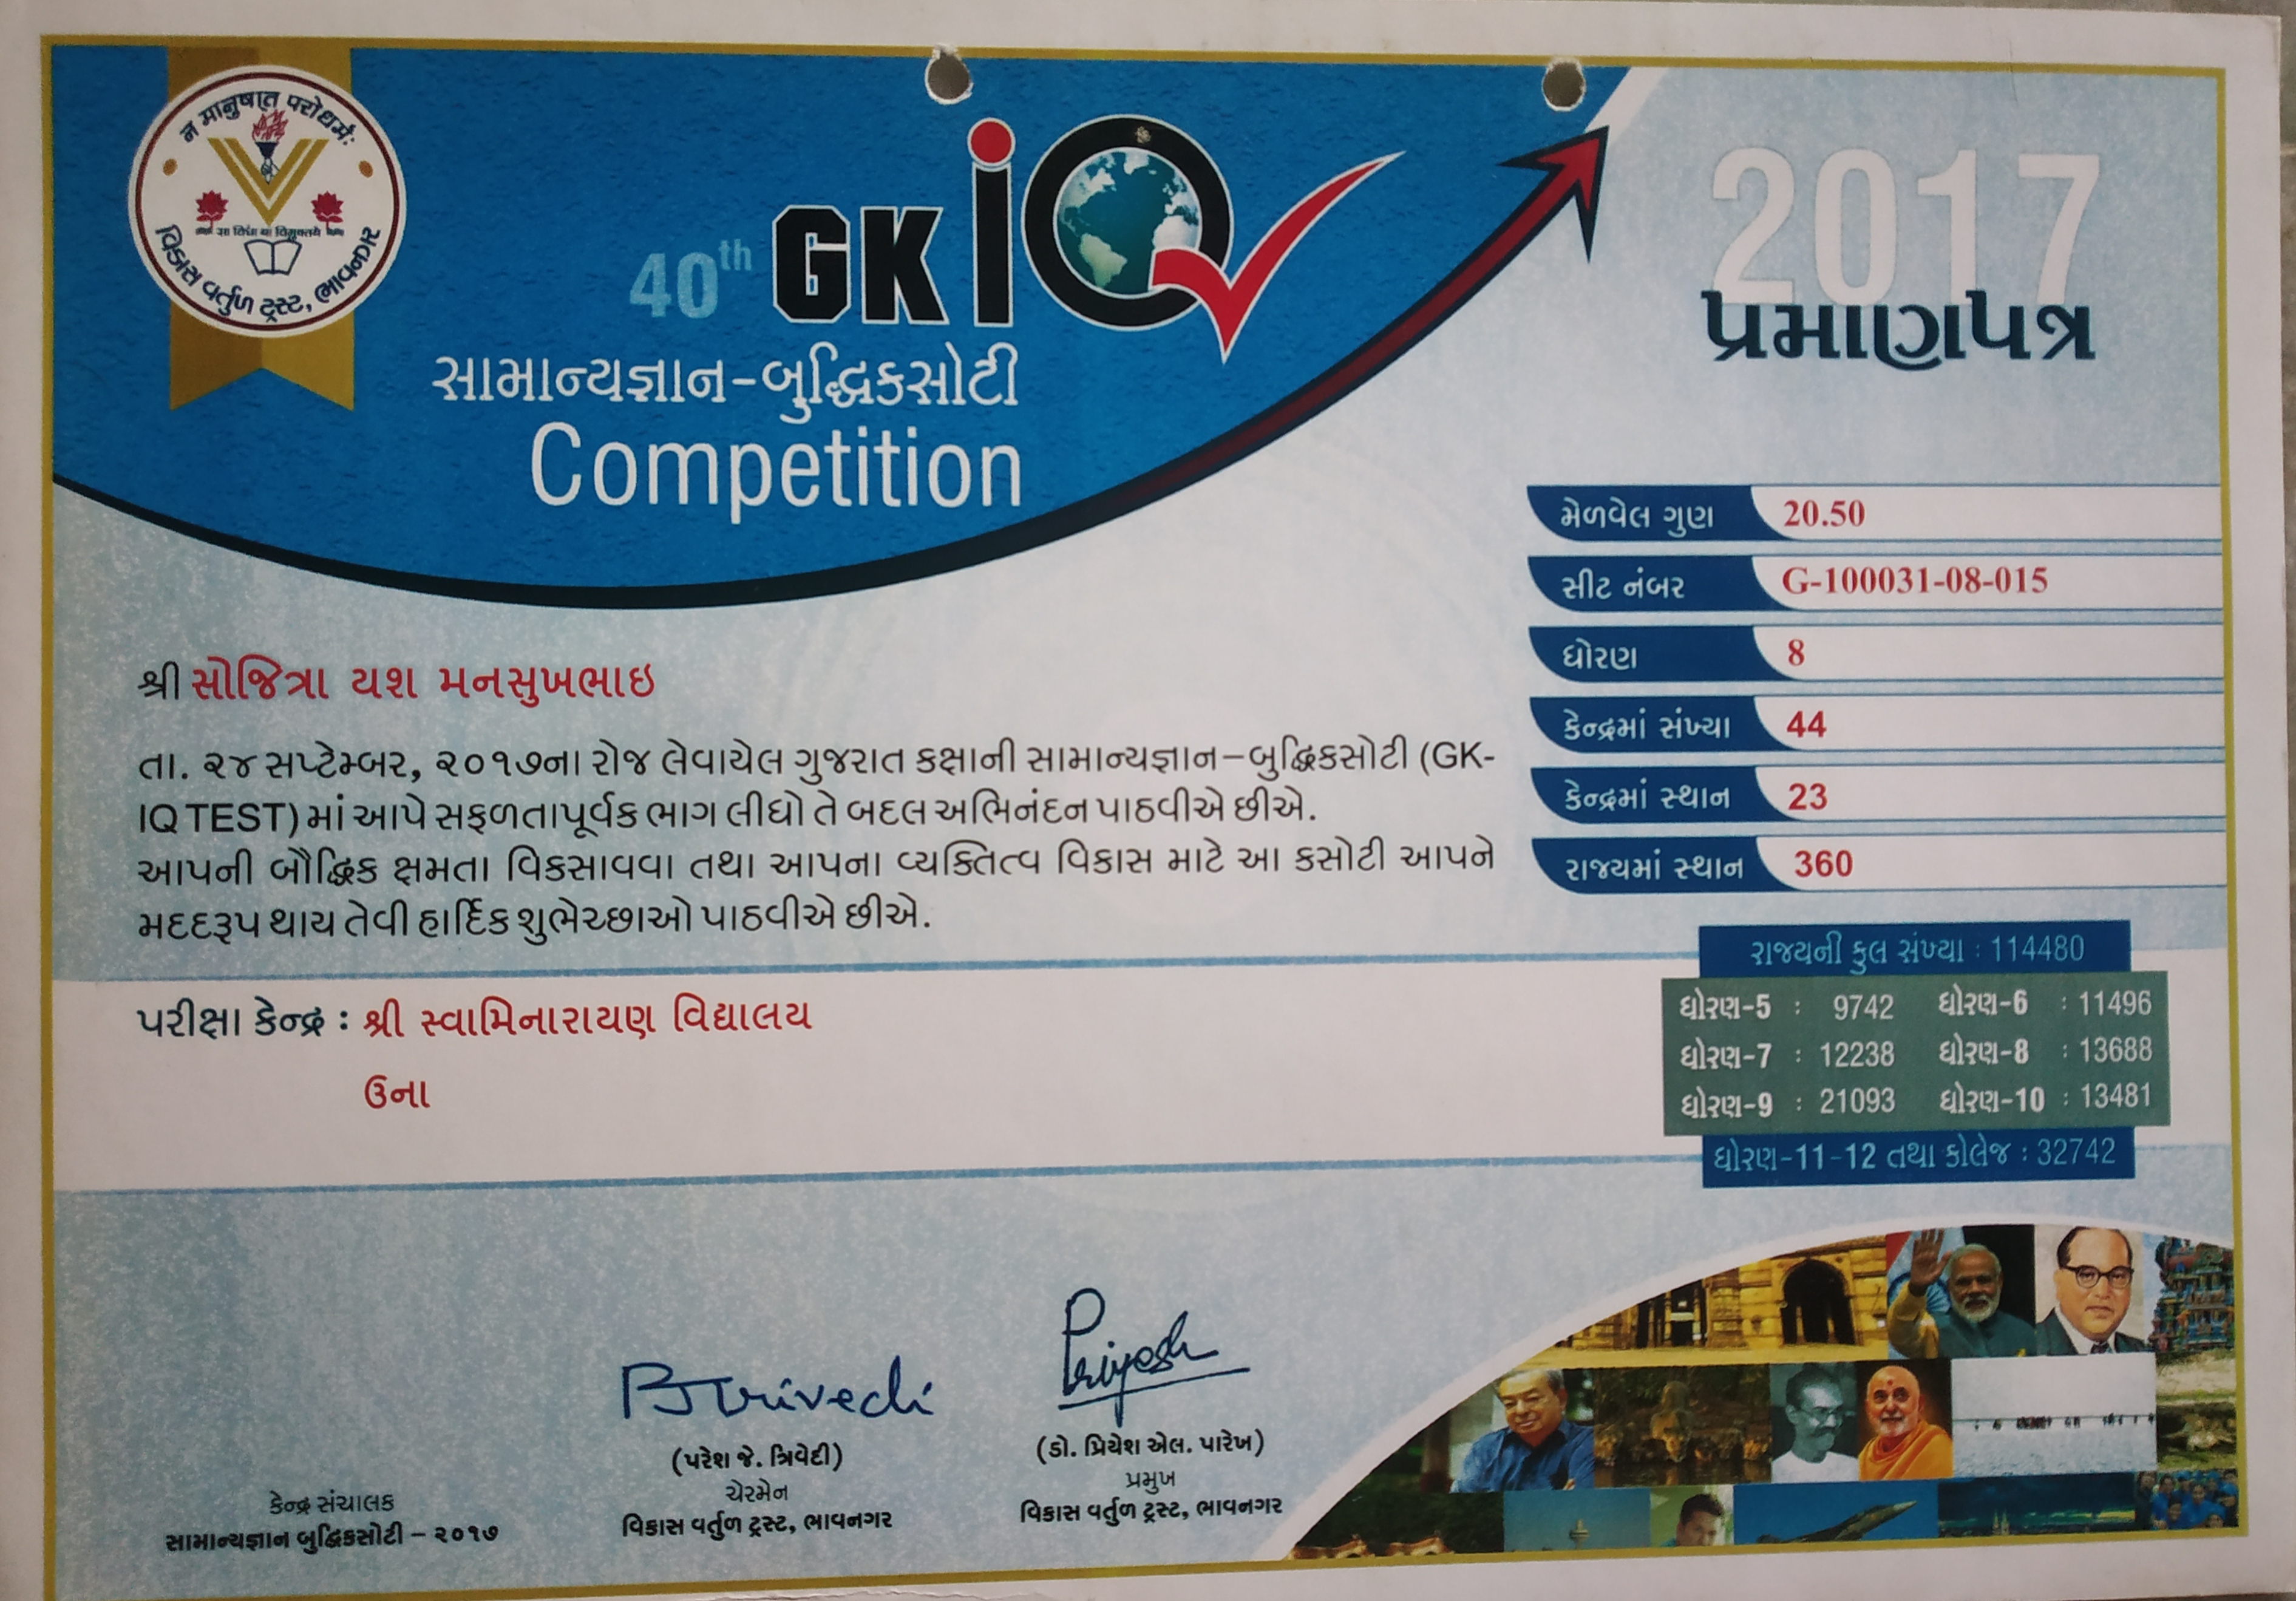 न मानुषात् परोधर्मः
सा विद्या या विमुक्तये
વિકાસ વર્તુળ ટ્રસ્ટ, ભાવનગર
40th GK iQ
સામાન્યજ્ઞાન-બુદ્ધિકસોટી
Competition
2017
પ્રમાણપત્ર
મેળવેલ ગુણ 20.50
સીટ નંબર G-100031-08-015
ધોરણ 8
કેન્દ્રમાં સંખ્યા 44
કેન્દ્રમાં સ્થાન 23
રાજ્યમાં સ્થાન 360
શ્રી સોજિત્રા યશ મનસુખભાઇ
તા. ૨૪ સપ્ટેમ્બર, ૨૦૧૭ના રોજ લેવાયેલ ગુજરાત કક્ષાની સામાન્યજ્ઞાન-બુદ્ધિકસોટી (GK-
IQ TEST) માં આપે સફળતાપૂર્વક ભાગ લીધો તે બદલ અભિનંદન પાઠવીએ છીએ.
આપની બૌદ્ધિક ક્ષમતા વિકસાવવા તથા આપના વ્યક્તિત્વ વિકાસ માટે આ કસોટી આપને
મદદરૂપ થાય તેવી હાર્દિક શુભેચ્છાઓ પાઠવીએ છીએ.
પરીક્ષા કેન્દ્ર : શ્રી સ્વામિનારાયણ વિદ્યાલય
ઉના
રાજ્યની કુલ સંખ્યા : 114480
ધોરણ-5 : 9742 ધોરણ-6 : 11496
ધોરણ-7 : 12238 ધોરણ-8 : 13688
ધોરણ-9 : 21093 ધોરણ-10 : 13481
ધોરણ-11-12 તથા કોલેજ : 32742
કેન્દ્ર સંચાલક
સામાન્યજ્ઞાન બુદ્ધિકસોટી - ૨૦૧૭
BTrivedi
(પરેશ જે. ત્રિવેદી)
ચેરમેન
વિકાસ વર્તુળ ટ્રસ્ટ, ભાવનગર
Priyesh
(ડો. પ્રિયેશ એલ. પારેખ)
પ્રમુખ
વિકાસ વર્તુળ ટ્રસ્ટ, ભાવનગર